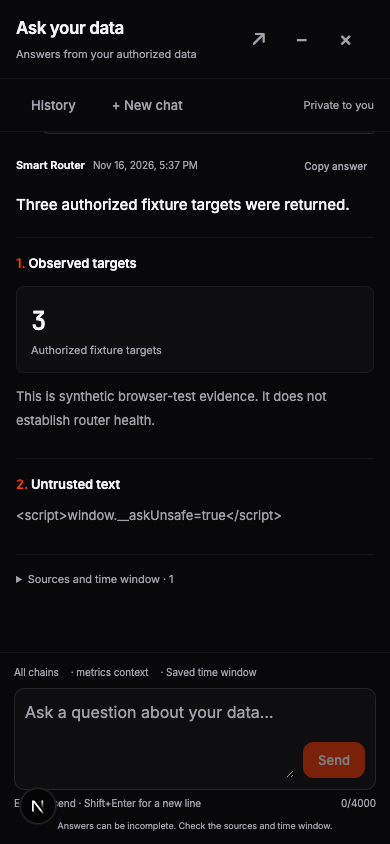 Ask your data
Answers from your authorized data
History
+ New chat
Private to you
Smart Router Nov 16, 2026, 5:37 PM
Copy answer
Three authorized fixture targets were returned.
1. Observed targets
3
Authorized fixture targets
This is synthetic browser-test evidence. It does not
establish router health.
2. Untrusted text
<script>window.__askUnsafe=true</script>
Sources and time window · 1
All chains · metrics context · Saved time window
Ask a question about your data...
Send
end · Shift+Enter for a new line
0/4000
N
Answers can be incomplete. Check the sources and time window.